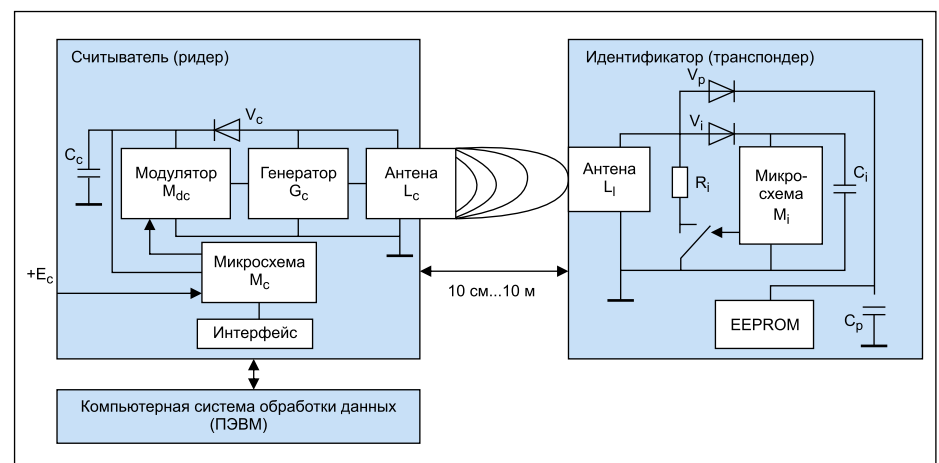 Считыватель (ридер)
V_c
C_c
Модулятор
M_dc
Генератор
G_c
Антена
L_c
Микросхема
M_c
+E_c
Интерфейс
Компьютерная система обработки данных
(ПЭВМ)
10 см...10 м
Идентификатор (транспондер)
V_p
V_i
Антена
L_l
R_i
Микро-
схема
M_i
C_i
EEPROM
C_p